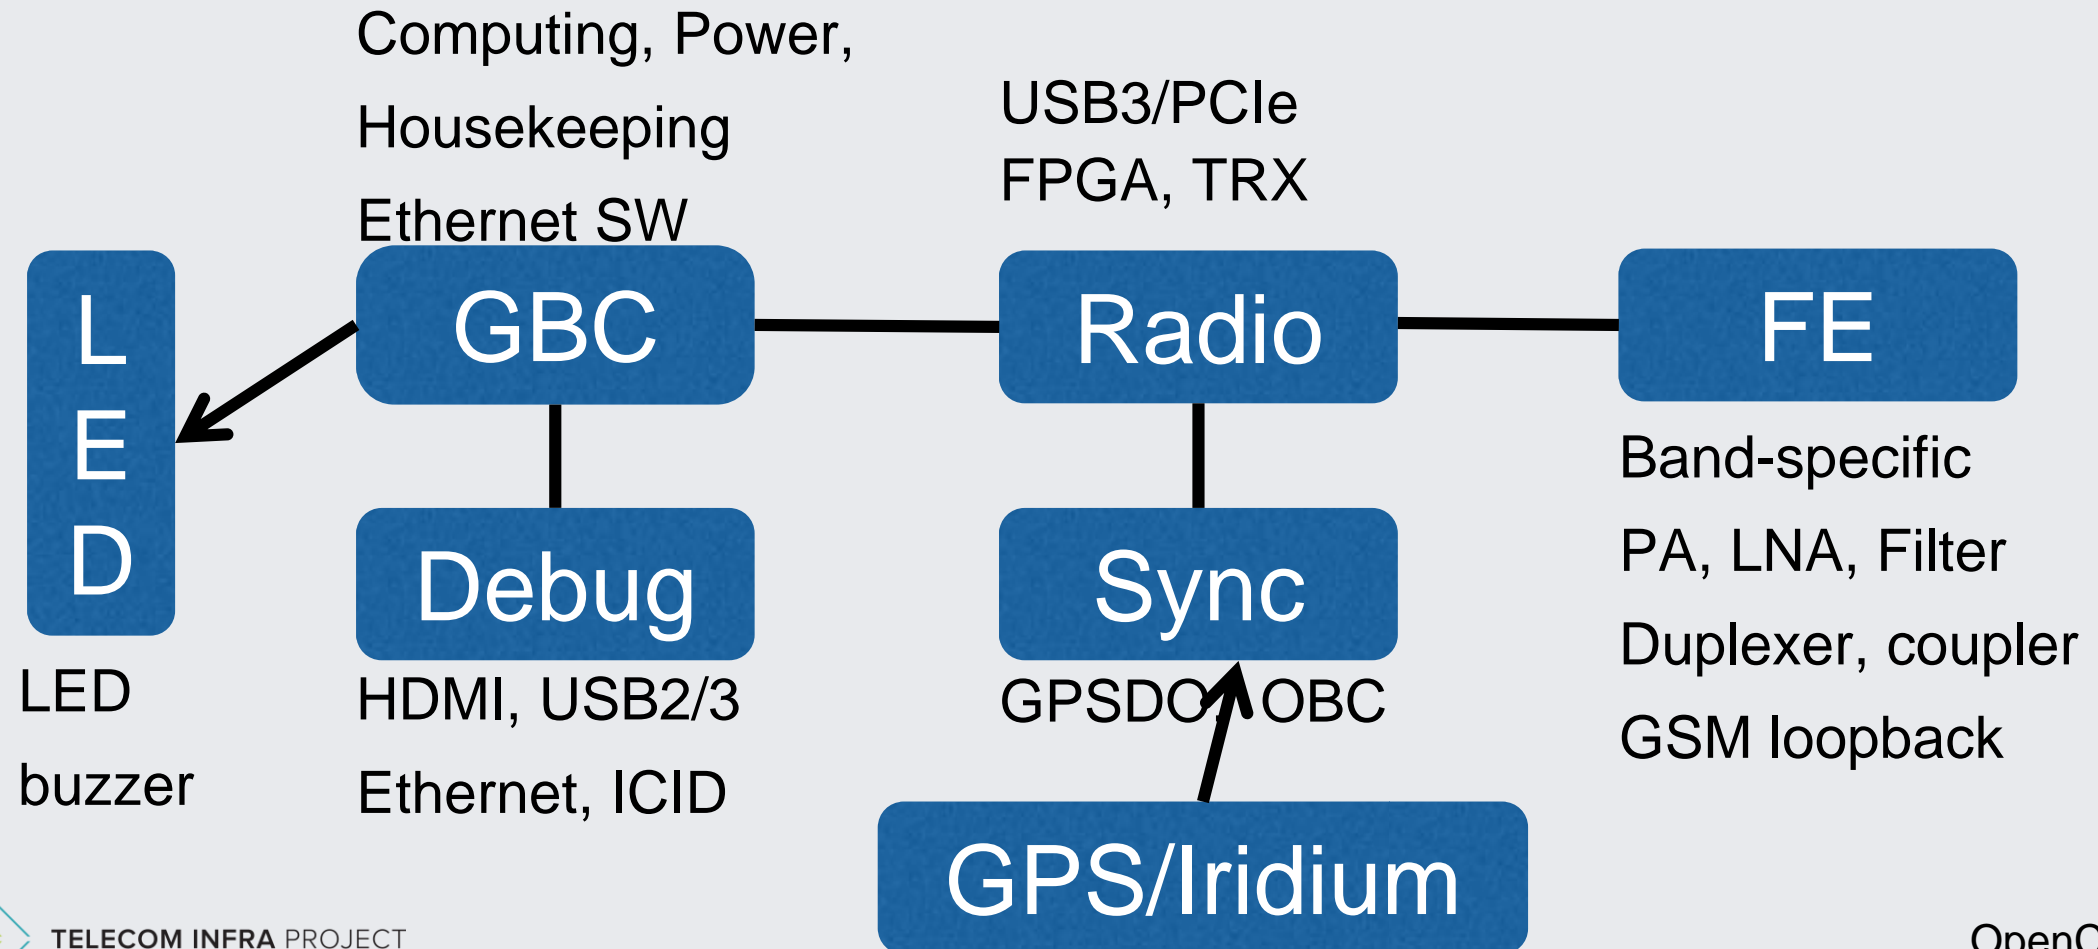 Computing, Power,
Housekeeping
Ethernet SW
USB3/PCIe
FPGA, TRX
L
E
D
GBC
Radio
FE
Debug
Sync
Band-specific
PA, LNA, Filter
Duplexer, coupler
GSM loopback
LED
buzzer
HDMI, USB2/3
Ethernet, ICID
GPSDO, OBC
GPS/Iridium
TELECOM INFRA PROJECT